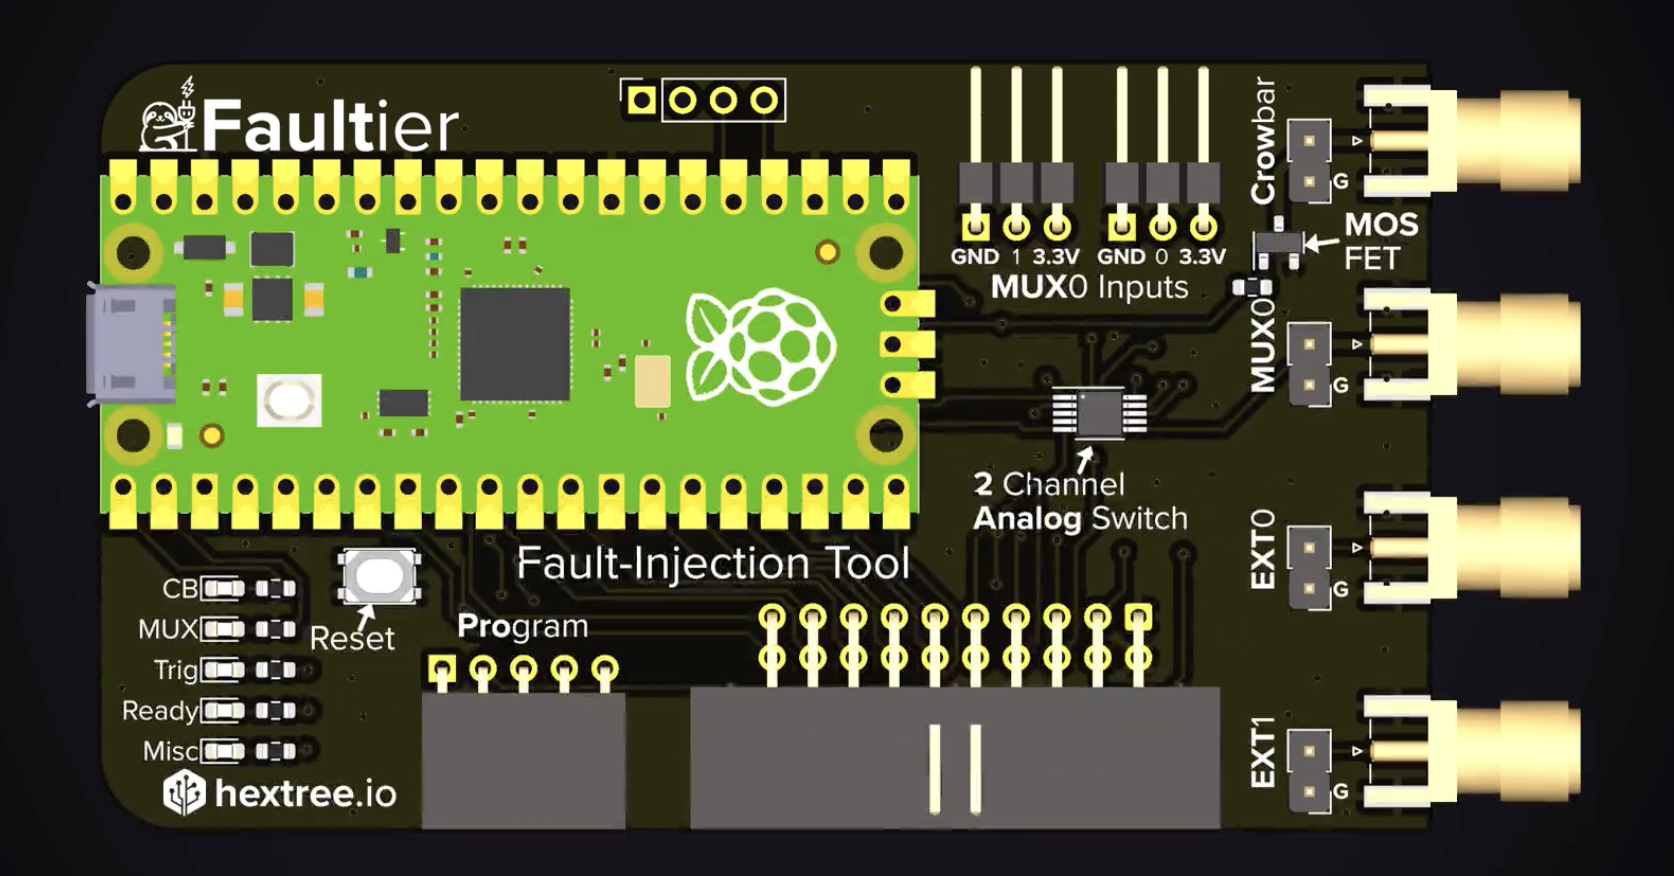 Faultier
Crowbar
G
MOS
FET
GND 1 3.3V GND 0 3.3V
MUX0 Inputs
MUX0
G
2 Channel
Analog Switch
EXT0
G
Fault-Injection Tool
CB
MUX
Trig
Ready
Misc
Reset
Program
EXT1
G
hextree.io